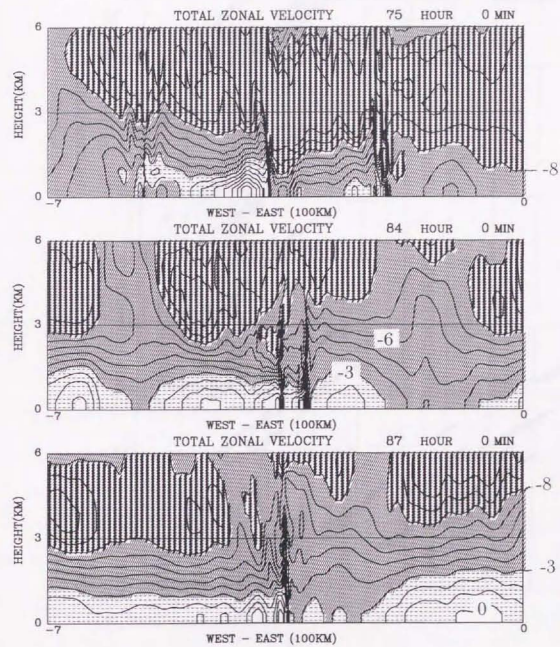 TOTAL ZONAL VELOCITY 75 HOUR 0 MIN
6
HEIGHT(KM)
3
-8
0
-7 0
WEST - EAST (100KM)
TOTAL ZONAL VELOCITY 84 HOUR 0 MIN
6
HEIGHT(KM)
3
-6
-3
0
-7 0
WEST - EAST (100KM)
TOTAL ZONAL VELOCITY 87 HOUR 0 MIN
6
-8
HEIGHT(KM)
3
-3
0
0
-7 0
WEST - EAST (100KM)